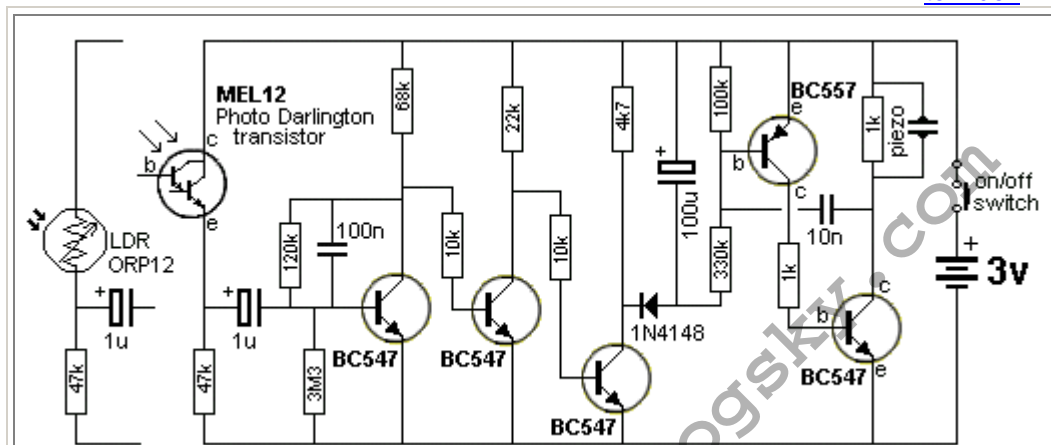 MEL12
Photo Darlington
transistor
c
b
e
LDR
ORP12
+
1u
47k
+
1u
47k
3M3
120k
100n
68k
10k
BC547
22k
BC547
10k
4k7
BC547
1N4148
+
100u
100k
330k
BC557
e
b
c
10n
1k
1k
piezo
b
c
e
BC547
on/off
switch
+
3v